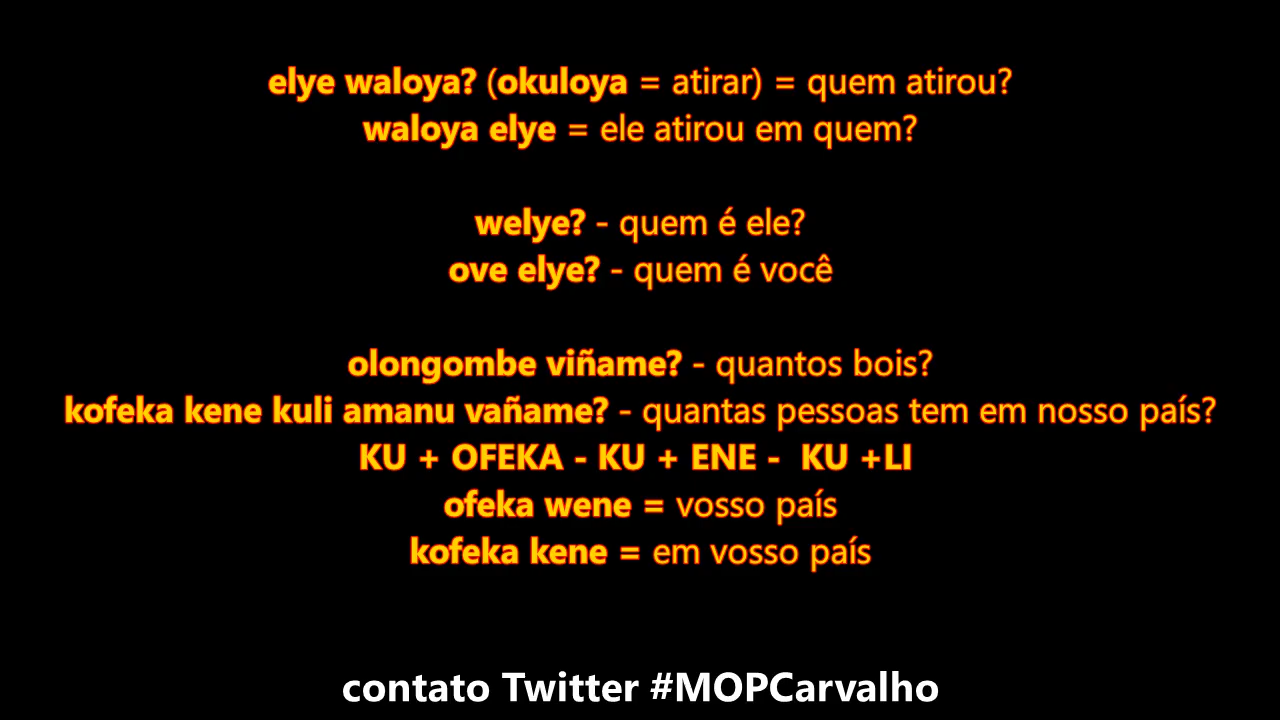 elye waloya? (okuloya = atirar) = quem atirou?
waloya elye = ele atirou em quem?
welye? - quem é ele?
ove elye? - quem é você
olongombe viñame? - quantos bois?
kofeka kene kuli amanu vañame? - quantas pessoas tem em nosso país?
KU + OFEKA - KU + ENE - KU +LI
ofeka wene = vosso país
kofeka kene = em vosso país
contato Twitter #MOPCarvalho